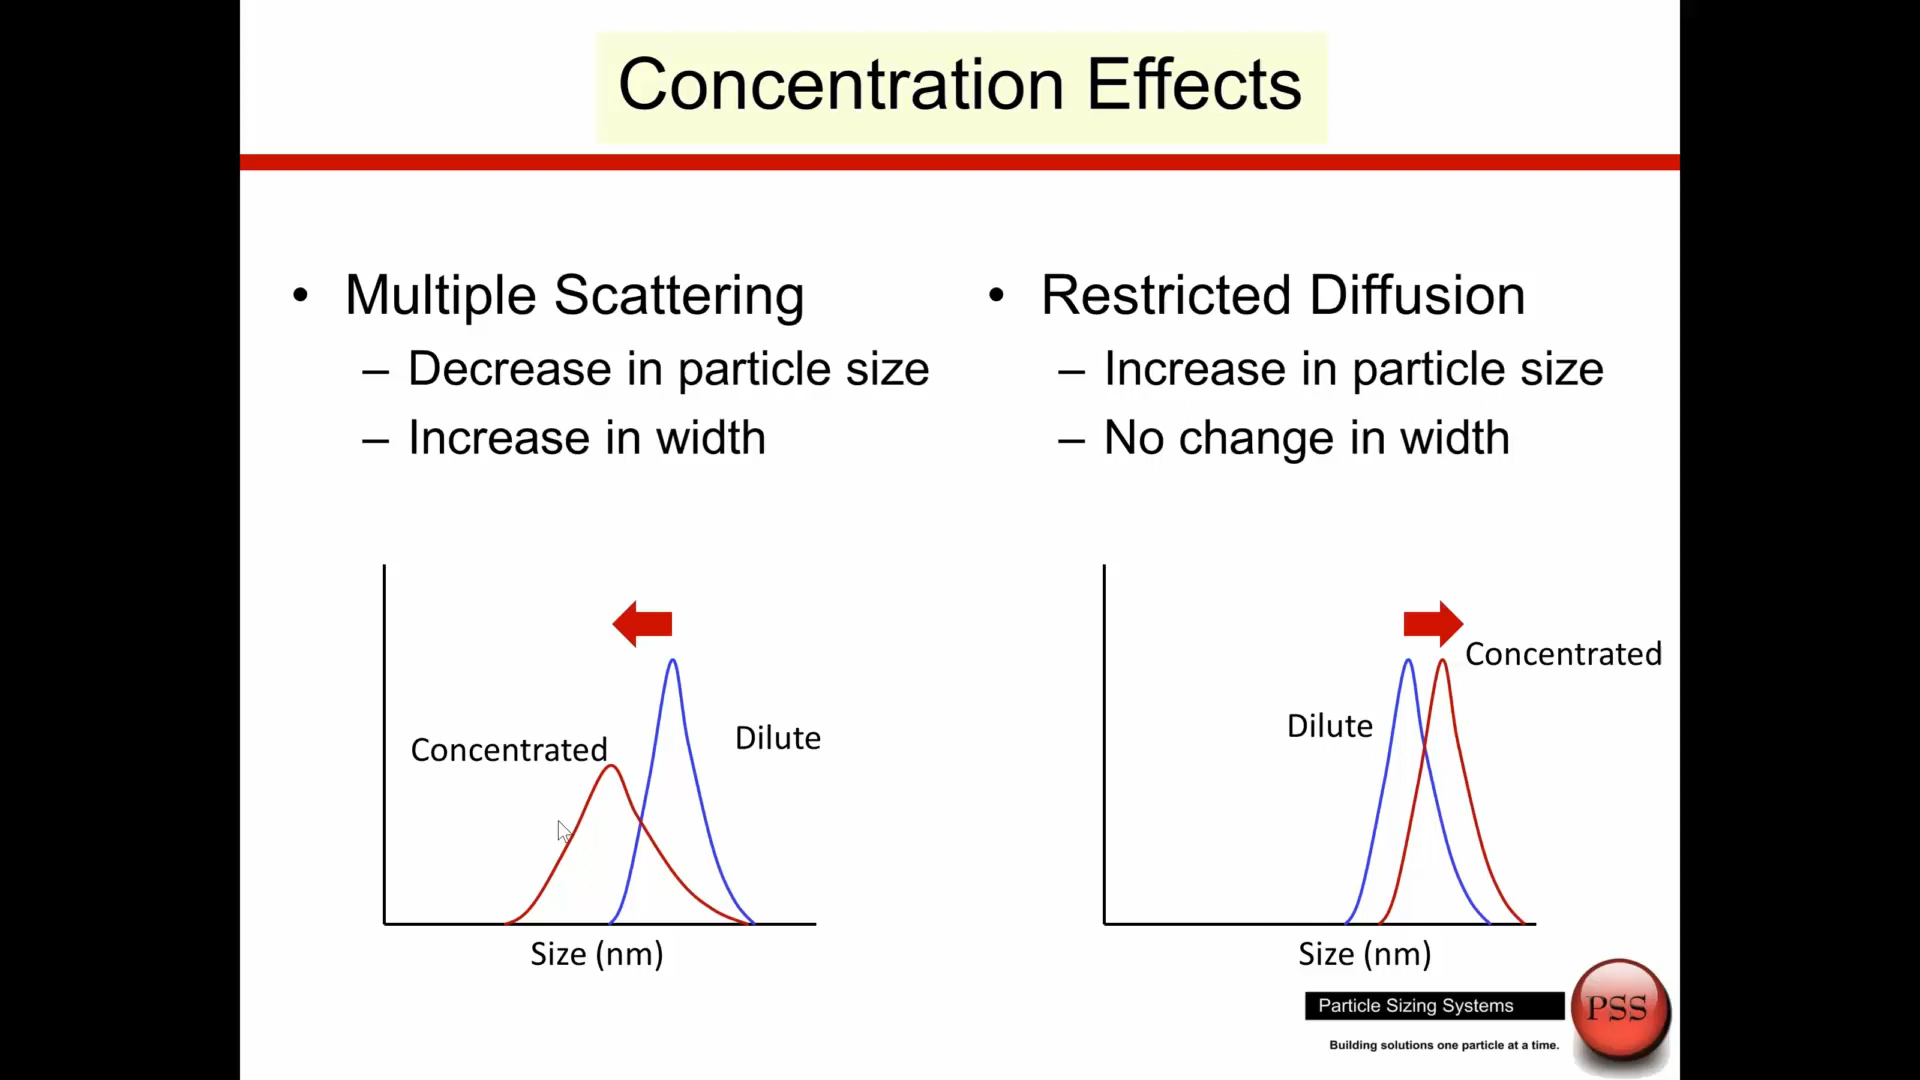 Concentration Effects
• Multiple Scattering
– Decrease in particle size
– Increase in width
• Restricted Diffusion
– Increase in particle size
– No change in width
Concentrated
Dilute
Size (nm)
Dilute
Concentrated
Size (nm)
Particle Sizing Systems
PSS
Building solutions one particle at a time.